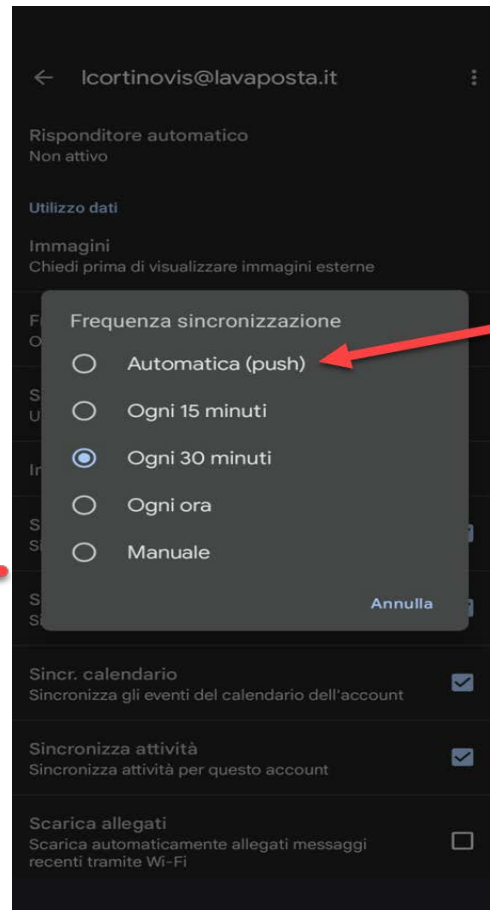 lcortinovis@lavaposta.it
Risponditore automatico
Non attivo
Utilizzo dati
Immagini
Chiedi prima di visualizzare immagini esterne
Frequenza sincronizzazione
Automatica (push)
Ogni 15 minuti
Ogni 30 minuti
Ogni ora
Manuale
Annulla
Sincr. calendario
Sincronizza gli eventi del calendario dell'account
Sincronizza attività
Sincronizza attività per questo account
Scarica allegati
Scarica automaticamente allegati messaggi
recenti tramite Wi-Fi